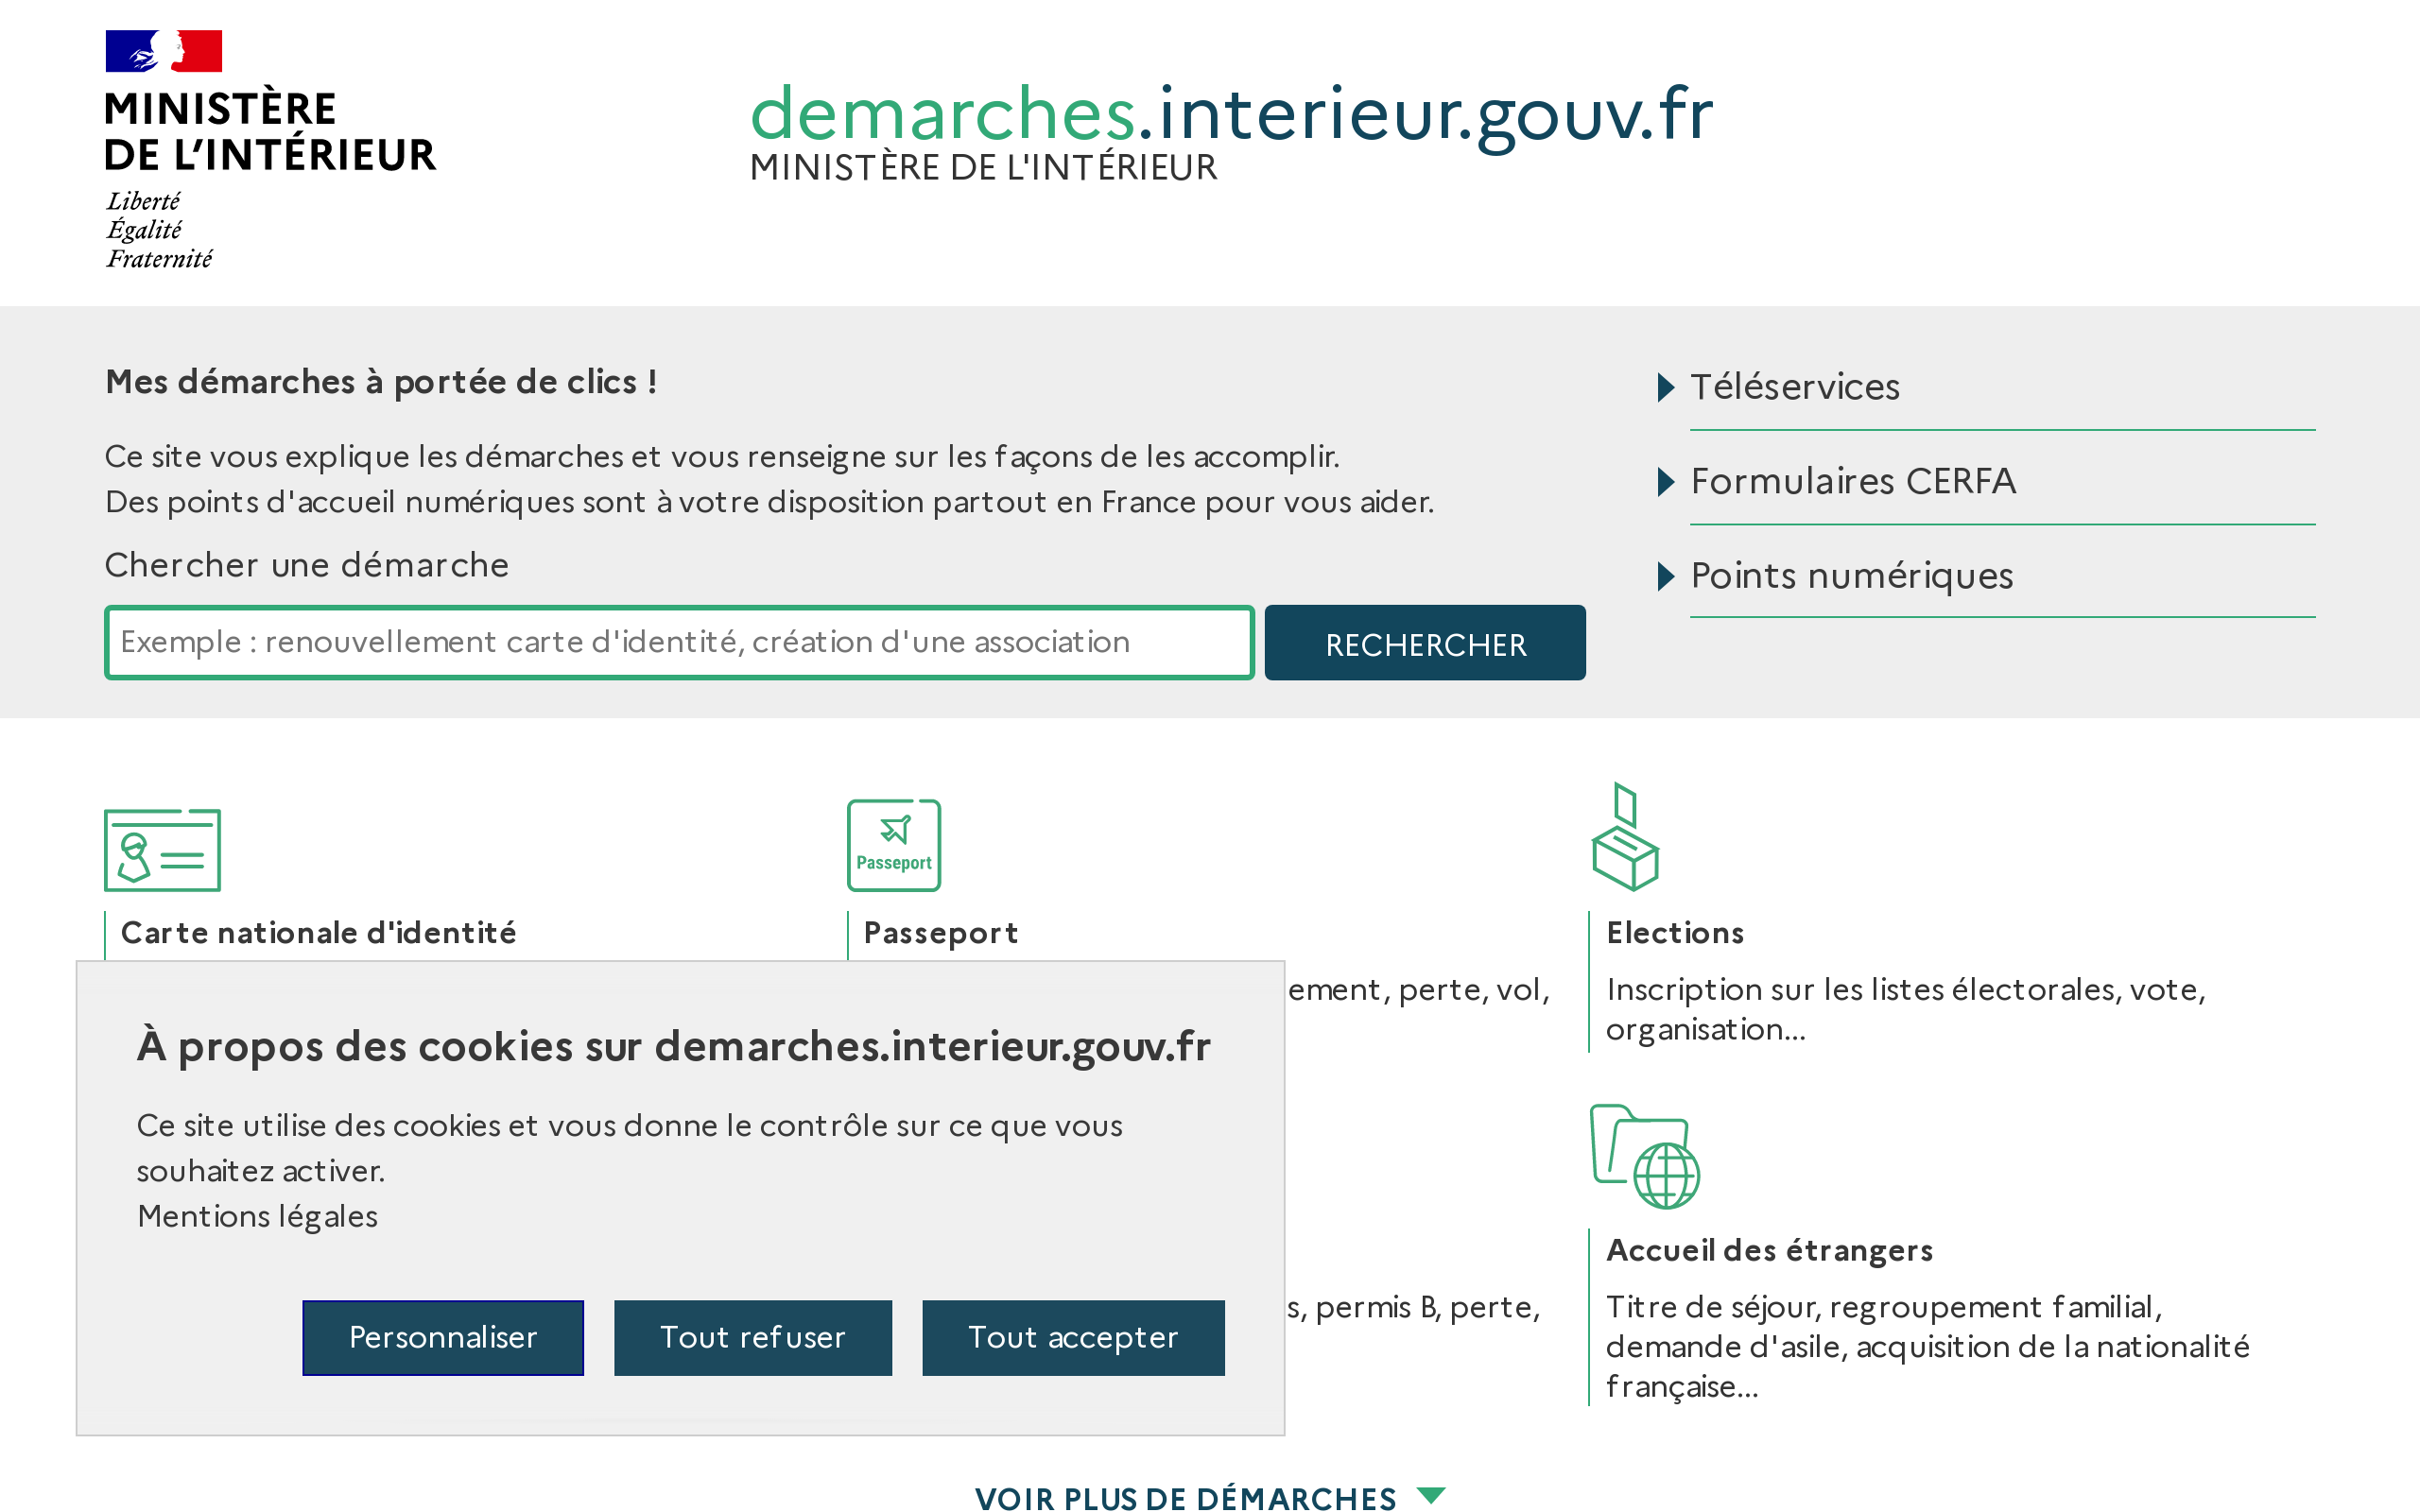 MINISTÈRE
DE L'INTÉRIEUR
Liberté
Égalité
Fraternité
demarches.interieur.gouv.fr
MINISTÈRE DE L'INTÉRIEUR
Mes démarches à portée de clics !
Ce site vous explique les démarches et vous renseigne sur les façons de les accomplir.
Des points d'accueil numériques sont à votre disposition partout en France pour vous aider.
Chercher une démarche
Exemple : renouvellement carte d'identité, création d'une association
RECHERCHER
Téléservices
Formulaires CERFA
Points numériques
Carte nationale d'identité
Passeport
Passeport
ement, perte, vol,
Elections
Inscription sur les listes électorales, vote,
organisation...
À propos des cookies sur demarches.interieur.gouv.fr
Ce site utilise des cookies et vous donne le contrôle sur ce que vous
souhaitez activer.
Mentions légales
Personnaliser
Tout refuser
Tout accepter
s, permis B, perte,
Accueil des étrangers
Titre de séjour, regroupement familial,
demande d'asile, acquisition de la nationalité
française...
VOIR PLUS DE DÉMARCHES